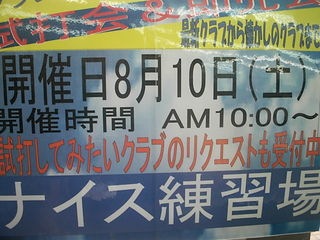 試打会&
最新クラスから懐かしのクラブなど
開催日8月10日(土)
開催時間 AM10:00~
試打してみたいクラブのリクエストも受付中
ナイス練習場